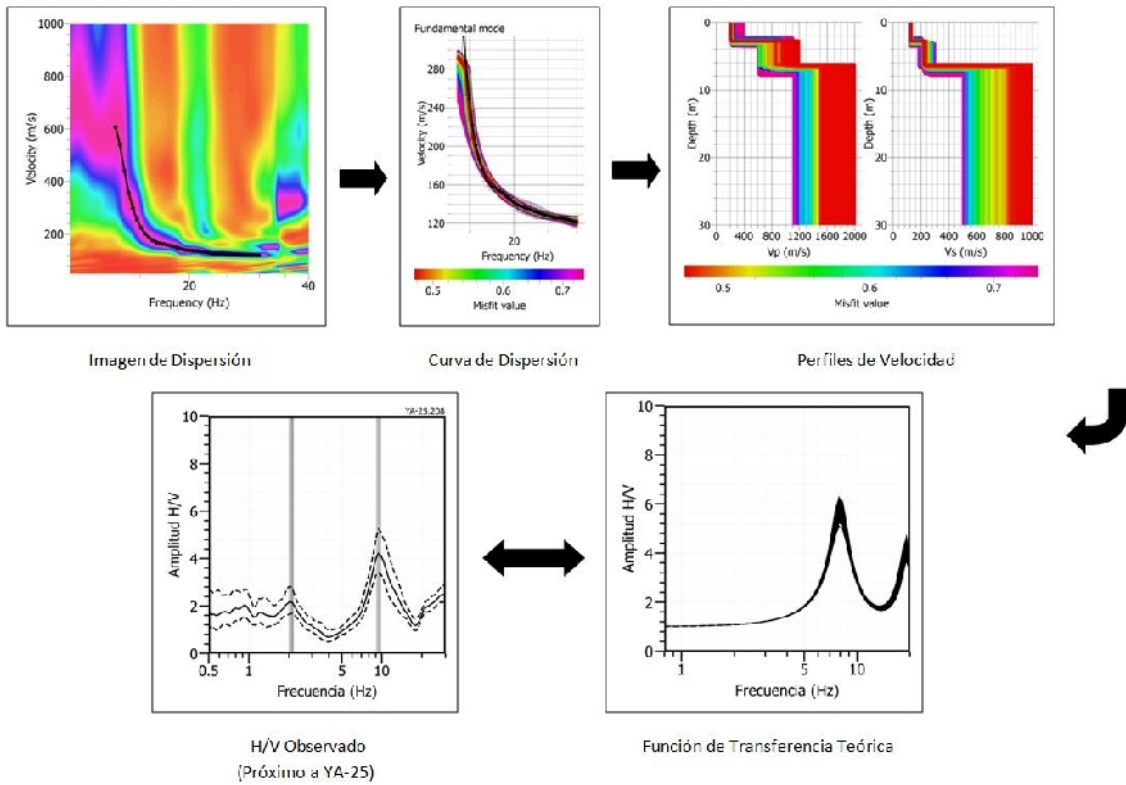 1000
800
600
400
200
Velocity (m/s)
20
40
Frequency (Hz)
Imagen de Dispersión
Fundamental mode
280
240
200
160
120
Velocity (m/s)
20
Frequency (Hz)
0.5
0.6
0.7
Misfit value
Curva de Dispersión
0
10
20
30
Depth (m)
0
400
800
1200
1600
2000
Vp (m/s)
0
10
20
30
Depth (m)
0
200
400
600
800
1000
Vs (m/s)
0.5
0.6
0.7
Misfit value
Perfiles de Velocidad
YA-25.208
10
8
6
4
2
0
Amplitud H/V
0.5
1
5
10
Frecuencia (Hz)
H/V Observado
(Próximo a YA-25)
10
8
6
4
2
0
Amplitud H/V
1
5
10
Frecuencia (Hz)
Función de Transferencia Teórica